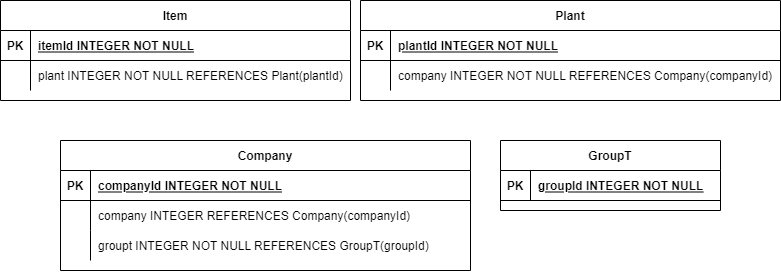 Item
PK itemId INTEGER NOT NULL
plant INTEGER NOT NULL REFERENCES Plant(plantId)
Plant
PK plantId INTEGER NOT NULL
company INTEGER NOT NULL REFERENCES Company(companyId)
Company
PK companyId INTEGER NOT NULL
company INTEGER REFERENCES Company(companyId)
groupt INTEGER NOT NULL REFERENCES GroupT(groupId)
GroupT
PK groupId INTEGER NOT NULL